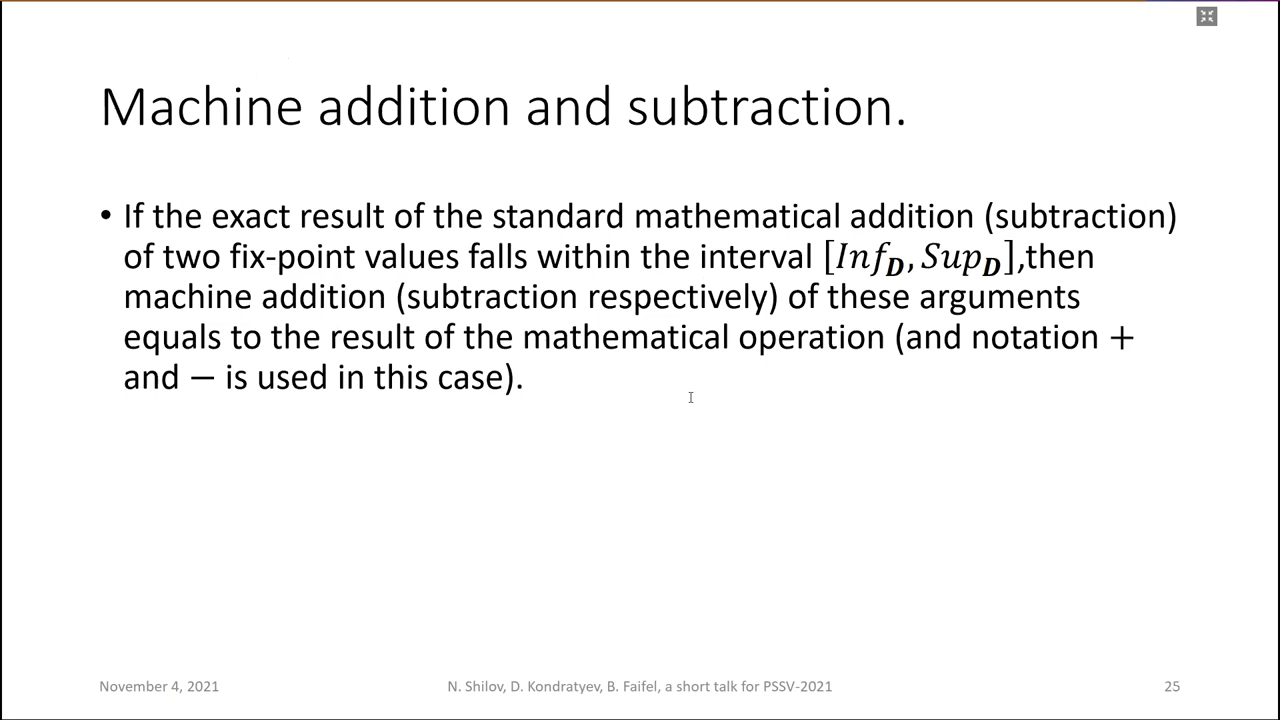 Machine addition and subtraction.
• If the exact result of the standard mathematical addition (subtraction)
of two fix-point values falls within the interval [Inf_D, Sup_D],then
machine addition (subtraction respectively) of these arguments
equals to the result of the mathematical operation (and notation +
and − is used in this case).
November 4, 2021
N. Shilov, D. Kondratyev, B. Faifel, a short talk for PSSV-2021
25